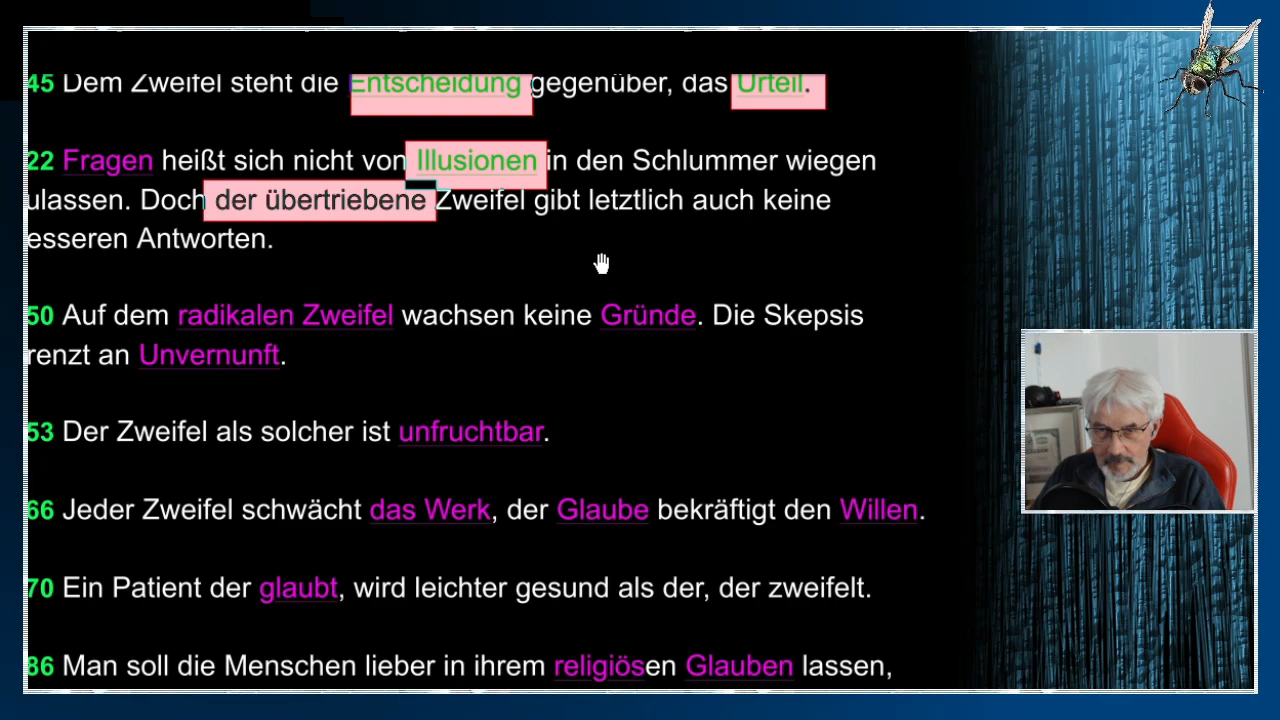 45 Dem Zweifel steht die Entscheidung gegenüber, das Urteil.
22 Fragen heißt sich nicht von Illusionen in den Schlummer wiegen
ulassen. Doch der übertriebene Zweifel gibt letztlich auch keine
esseren Antworten.
50 Auf dem radikalen Zweifel wachsen keine Gründe. Die Skepsis
renzt an Unvernunft.
53 Der Zweifel als solcher ist unfruchtbar.
66 Jeder Zweifel schwächt das Werk, der Glaube bekräftigt den Willen.
70 Ein Patient der glaubt, wird leichter gesund als der, der zweifelt.
86 Man soll die Menschen lieber in ihrem religiösen Glauben lassen,